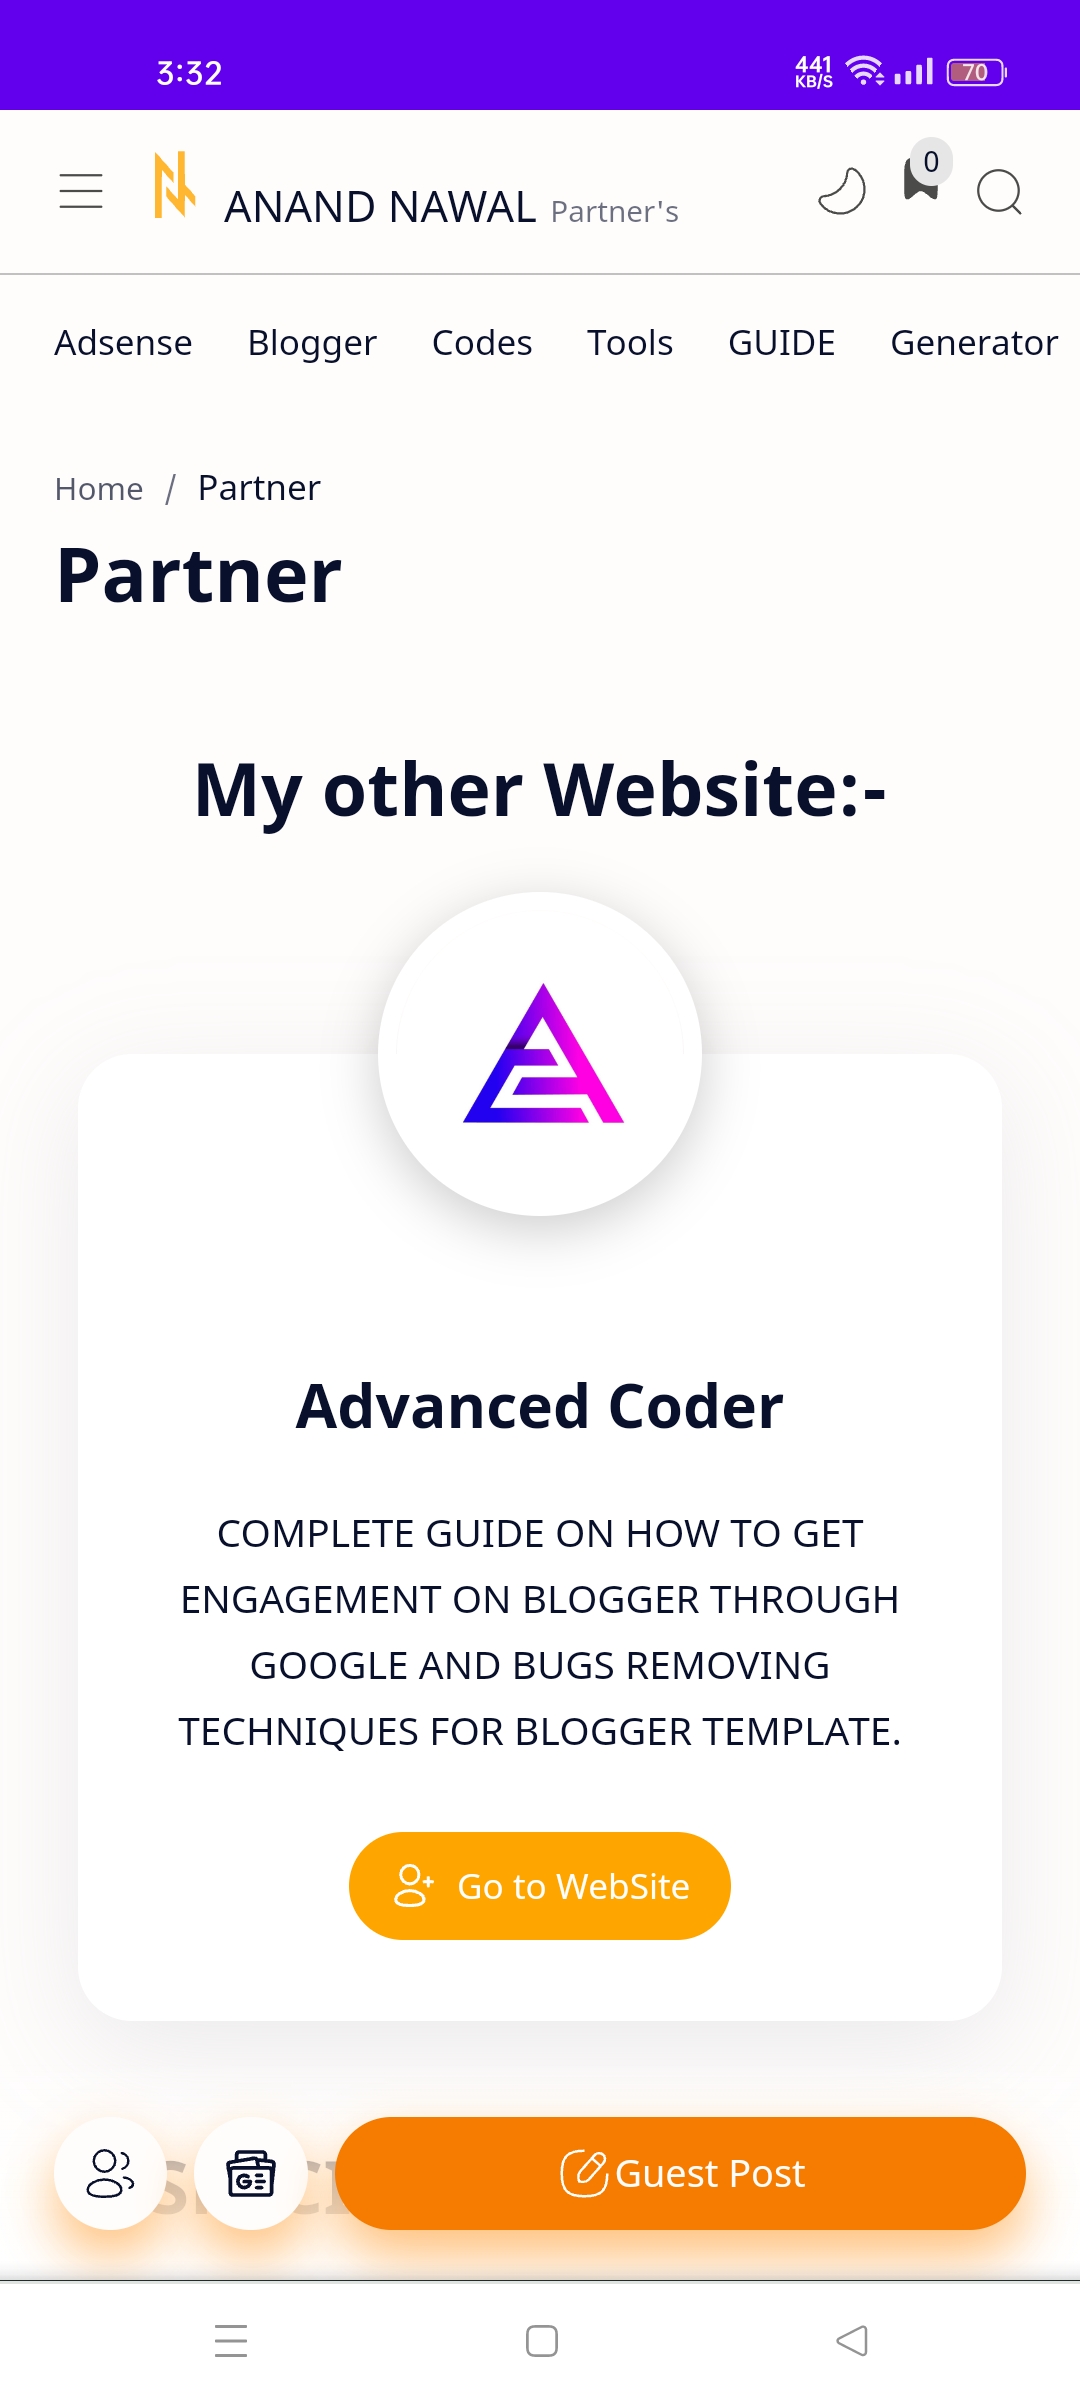 3:32
441
KB/S
70
ANAND NAWAL Partner's
0
Adsense Blogger Codes Tools GUIDE Generator
Home / Partner
Partner
My other Website:-
Advanced Coder
COMPLETE GUIDE ON HOW TO GET
ENGAGEMENT ON BLOGGER THROUGH
GOOGLE AND BUGS REMOVING
TECHNIQUES FOR BLOGGER TEMPLATE.
Go to WebSite
Guest Post